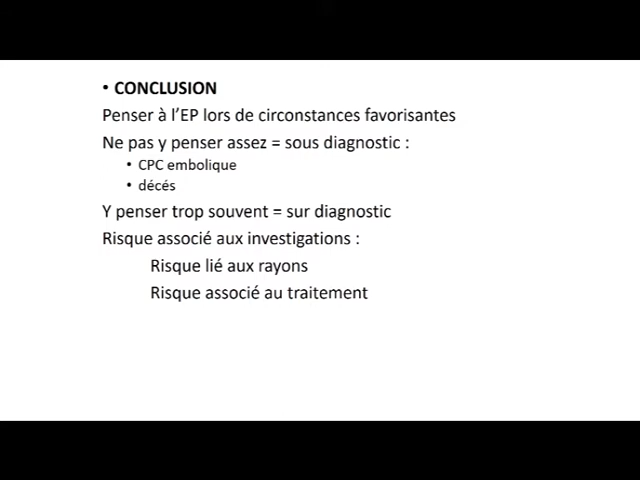 • CONCLUSION
Penser à l'EP lors de circonstances favorisantes
Ne pas y penser assez = sous diagnostic :
• CPC embolique
• décés
Y penser trop souvent = sur diagnostic
Risque associé aux investigations :
Risque lié aux rayons
Risque associé au traitement